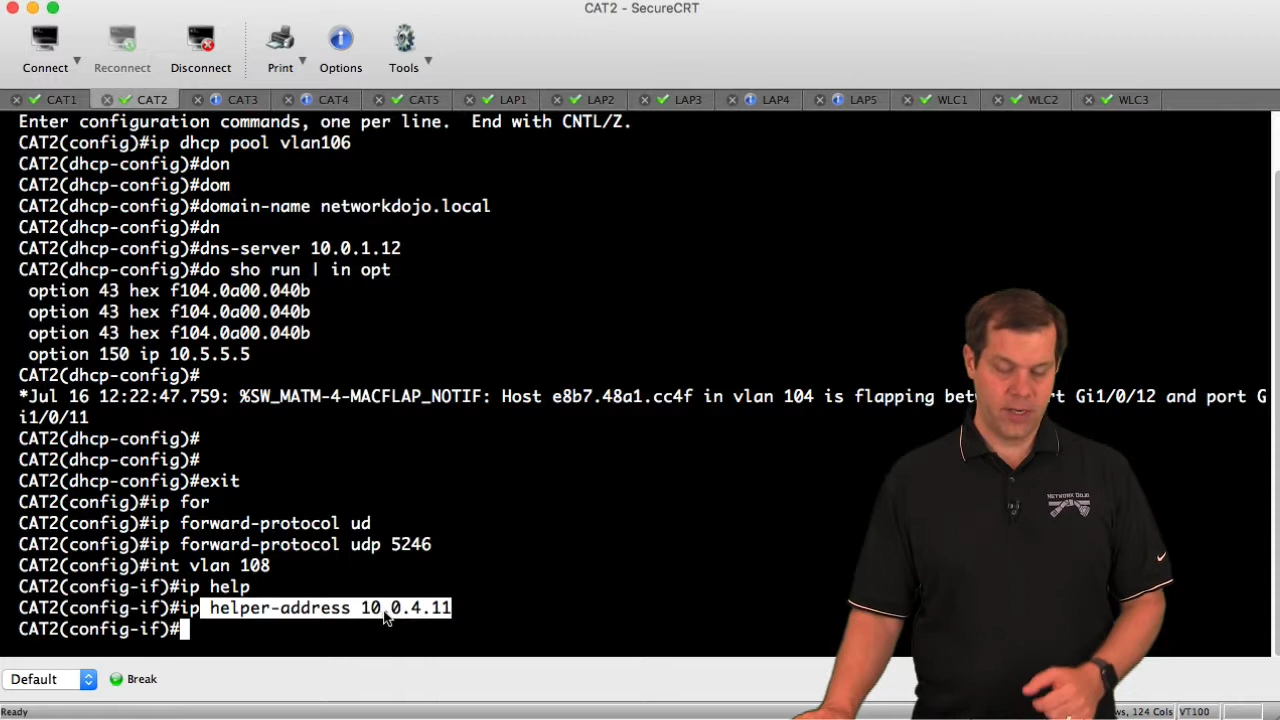 CAT2 - SecureCRT
Connect
Reconnect
Disconnect
Print
Options
Tools
CAT1
CAT2
CAT3
CAT4
CAT5
LAP1
LAP2
LAP3
LAP4
LAP5
WLC1
WLC2
WLC3
Enter configuration commands, one per line.  End with CNTL/Z.
CAT2(config)#ip dhcp pool vlan106
CAT2(dhcp-config)#don
CAT2(dhcp-config)#dom
CAT2(dhcp-config)#domain-name networkdojo.local
CAT2(dhcp-config)#dn
CAT2(dhcp-config)#dns-server 10.0.1.12
CAT2(dhcp-config)#do sho run | in opt
option 43 hex f104.0a00.040b
option 43 hex f104.0a00.040b
option 43 hex f104.0a00.040b
option 150 ip 10.5.5.5
CAT2(dhcp-config)#
*Jul 16 12:22:47.759: %SW_MATM-4-MACFLAP_NOTIF: Host e8b7.48a1.cc4f in vlan 104 is flapping Gi1/0/12 and port G
i1/0/11
CAT2(dhcp-config)#
CAT2(dhcp-config)#
CAT2(dhcp-config)#exit
CAT2(config)#ip for
CAT2(config)#ip forward-protocol ud
CAT2(config)#ip forward-protocol udp 5246
CAT2(config)#int vlan 108
CAT2(config-if)#ip help
CAT2(config-if)#ip helper-address 10.0.4.11
CAT2(config-if)#
NETWORK DOJO
Default
Break
Ready
124 Cols
VT100